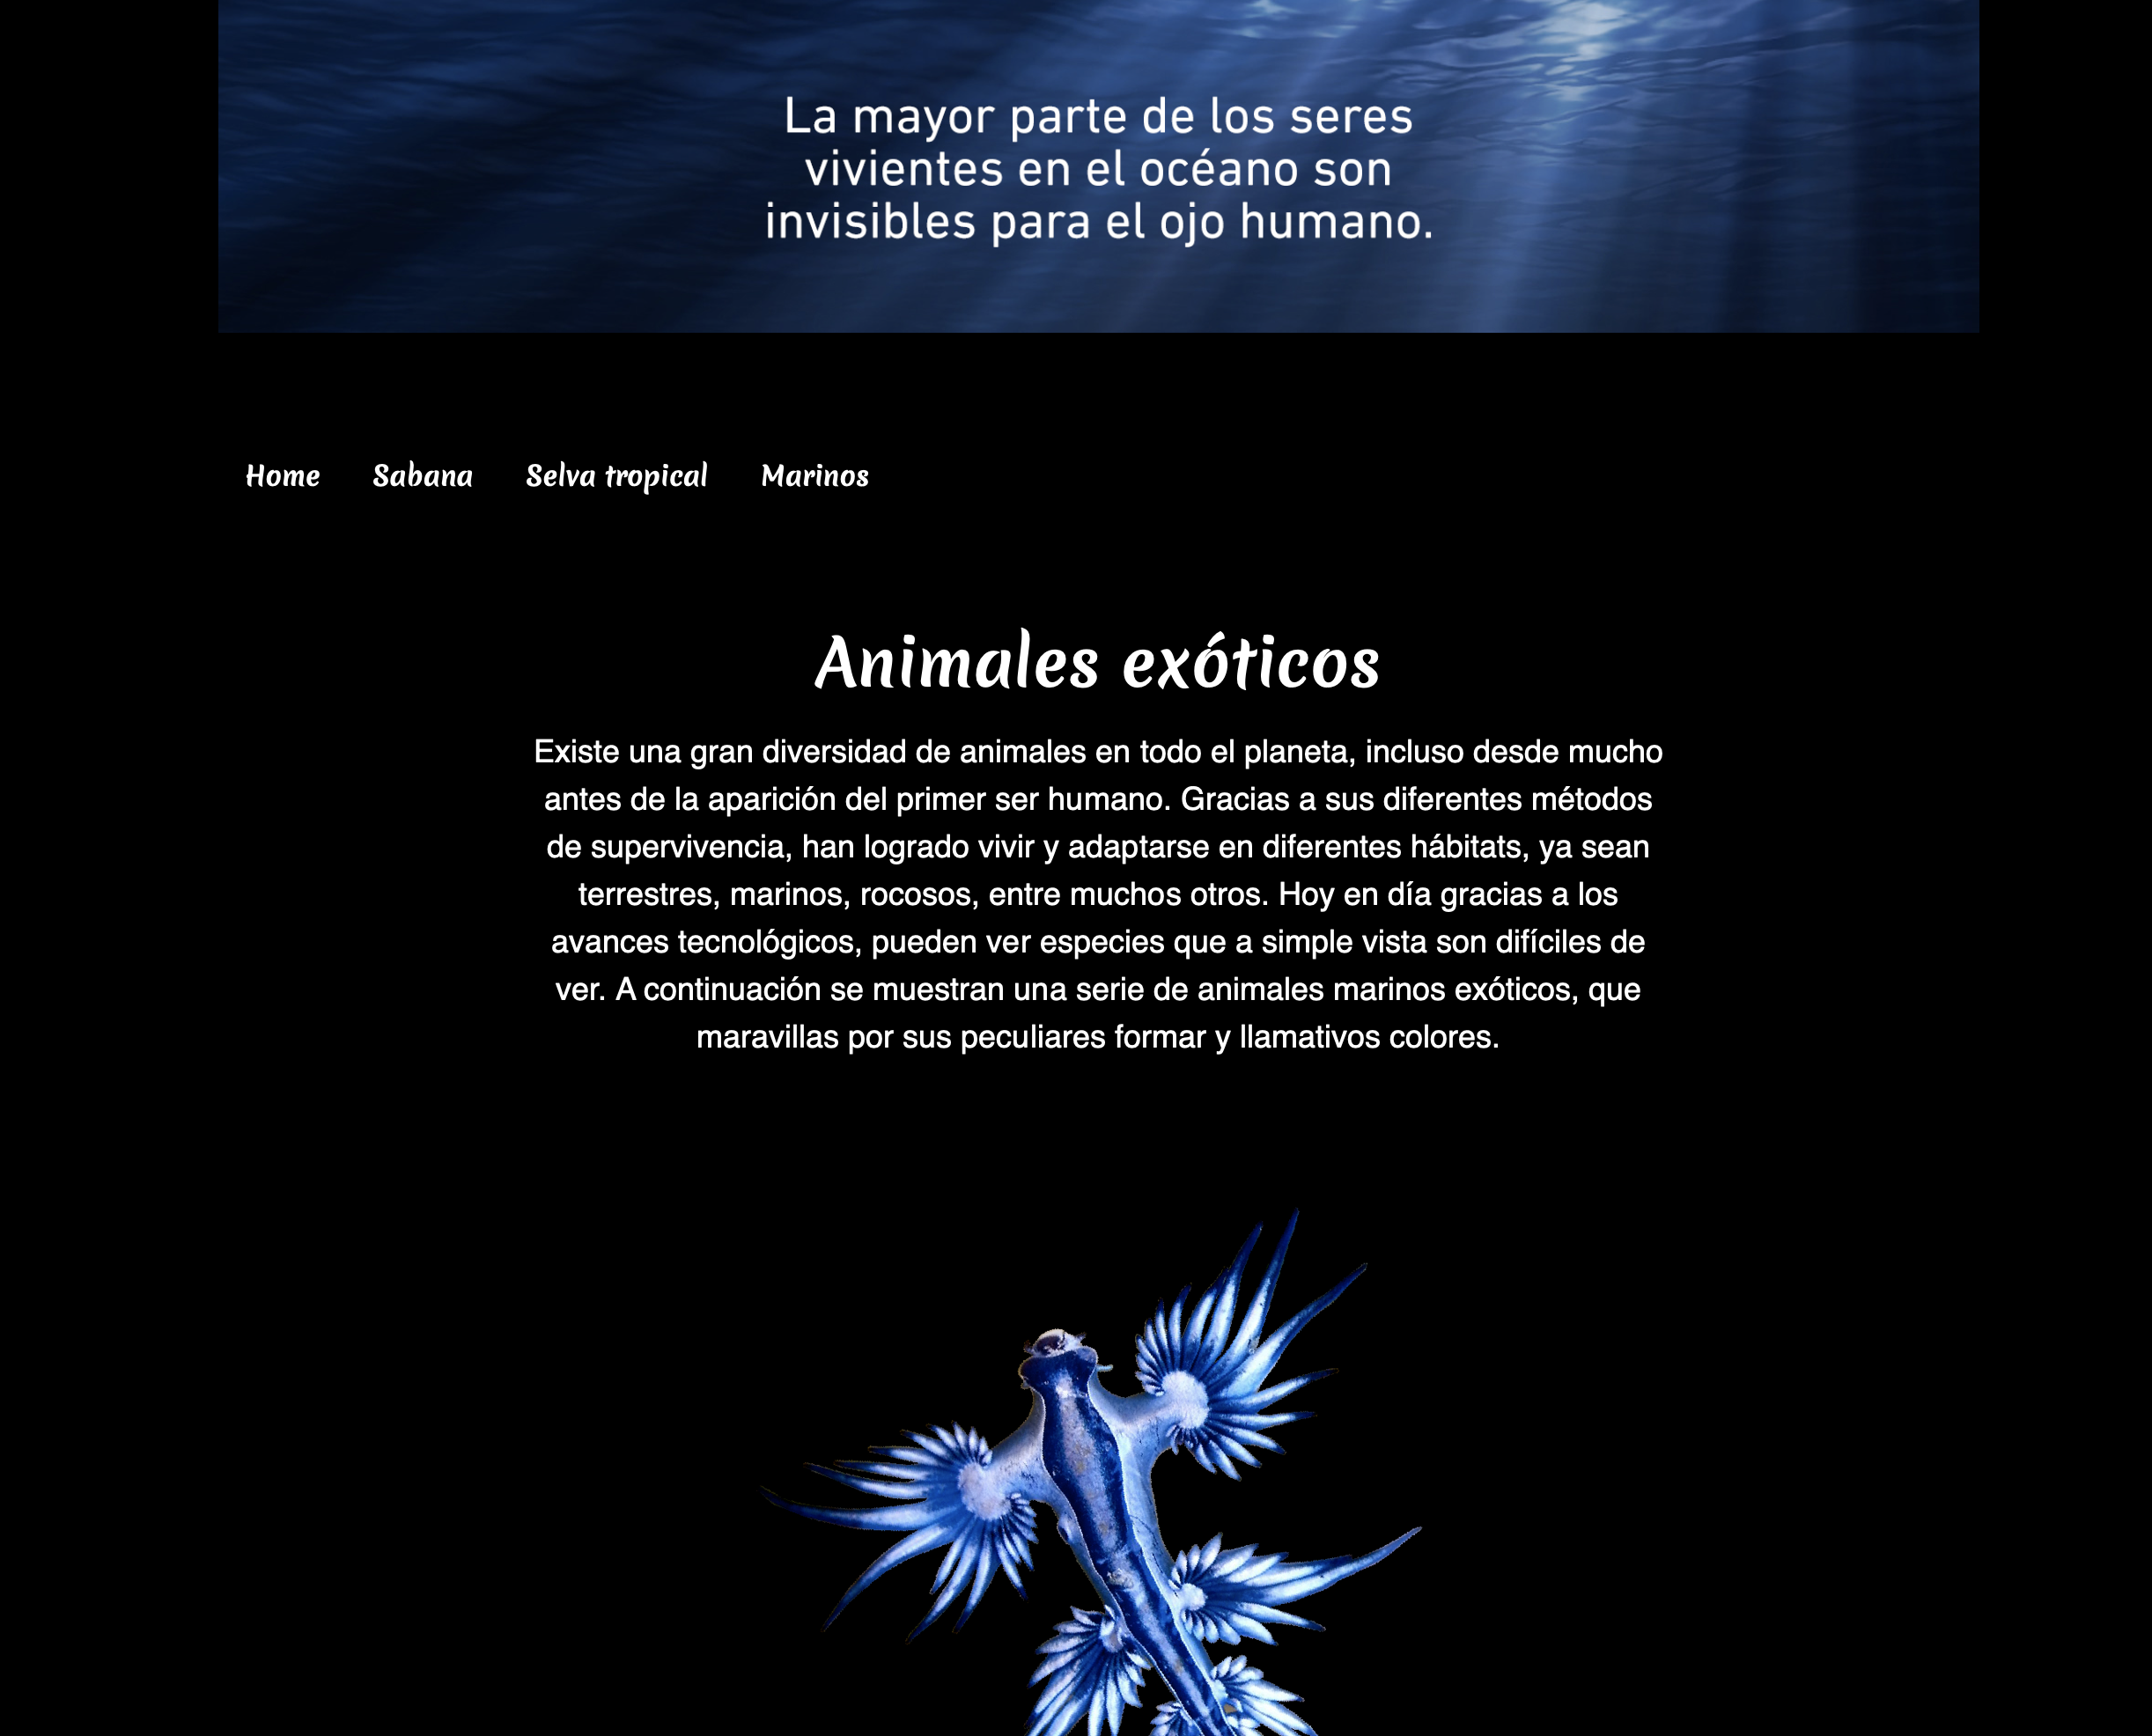 La mayor parte de los seres
vivientes en el océano son
invisibles para el ojo humano.
Home Sabana Selva tropical Marinos
Animales exóticos
Existe una gran diversidad de animales en todo el planeta, incluso desde mucho
antes de la aparición del primer ser humano. Gracias a sus diferentes métodos
de supervivencia, han logrado vivir y adaptarse en diferentes hábitats, ya sean
terrestres, marinos, rocosos, entre muchos otros. Hoy en día gracias a los
avances tecnológicos, pueden ver especies que a simple vista son difíciles de
ver. A continuación se muestran una serie de animales marinos exóticos, que
maravillas por sus peculiares formar y llamativos colores.